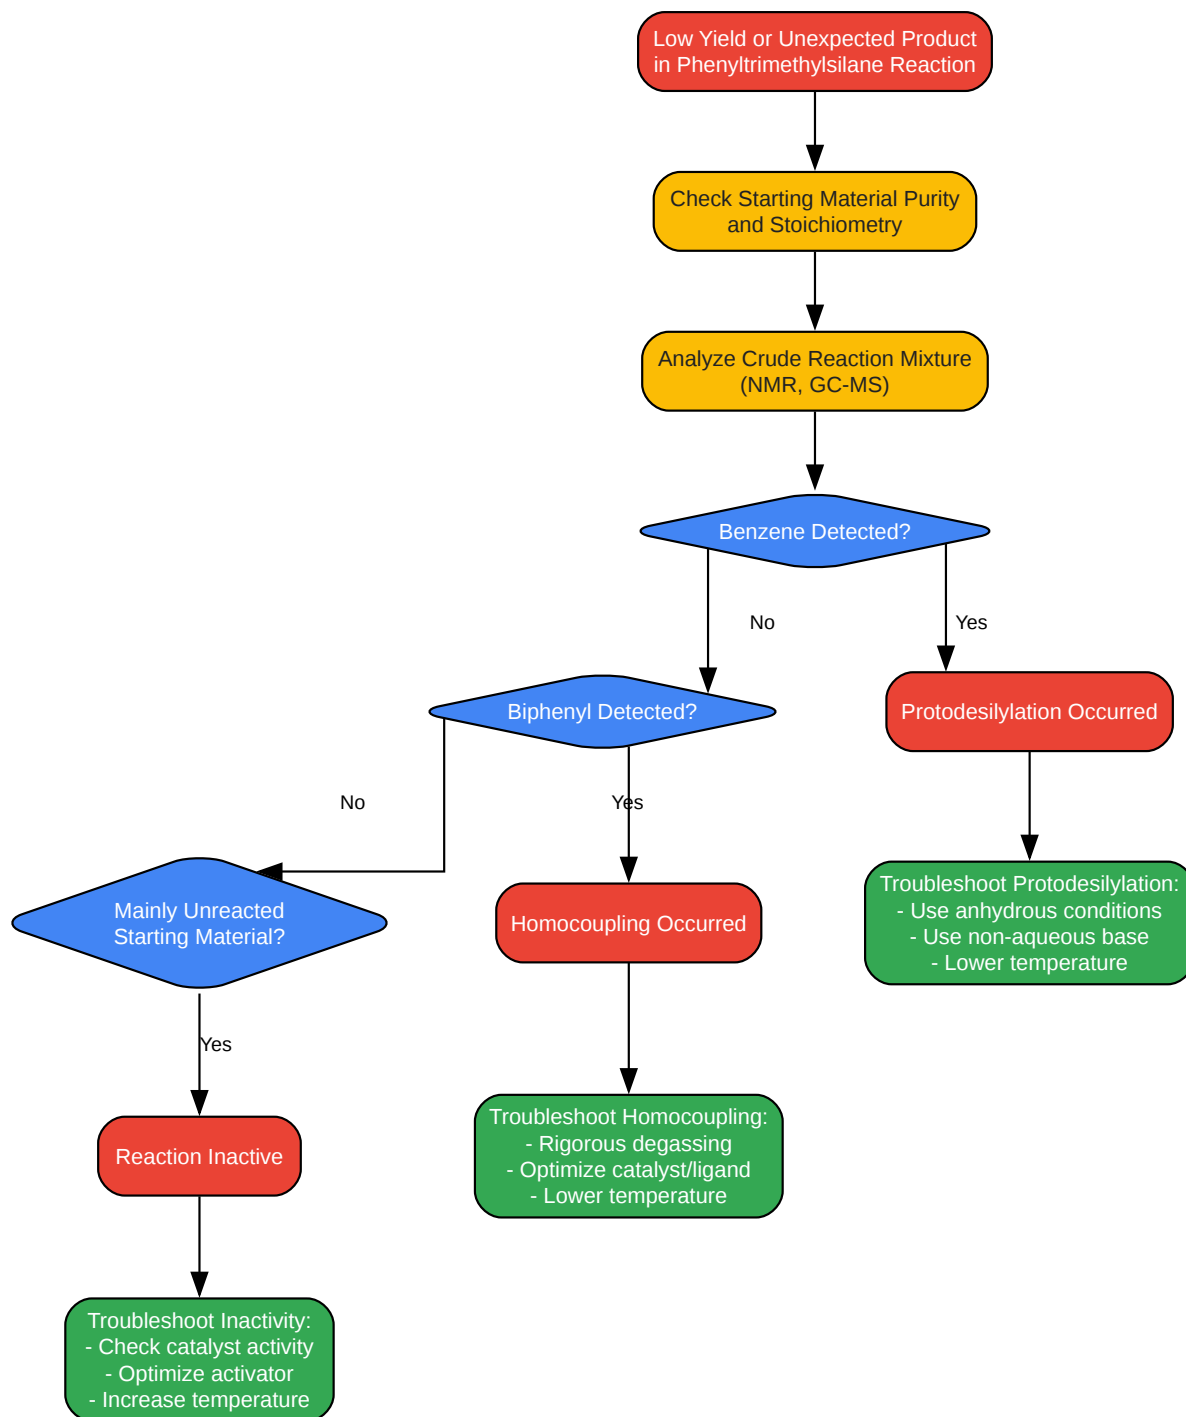 Low Yield or Unexpected Product
in Phenyltrimethylsilane Reaction
Check Starting Material Purity
and Stoichiometry
Analyze Crude Reaction Mixture
(NMR, GC-MS)
Benzene Detected?
No
Yes
Biphenyl Detected?
Protodesilylation Occurred
No
Yes
Mainly Unreacted
Starting Material?
Homocoupling Occurred
Troubleshoot Protodesilylation:
- Use anhydrous conditions
- Use non-aqueous base
- Lower temperature
Yes
Reaction Inactive
Troubleshoot Homocoupling:
- Rigorous degassing
- Optimize catalyst/ligand
- Lower temperature
Troubleshoot Inactivity:
- Check catalyst activity
- Optimize activator
- Increase temperature